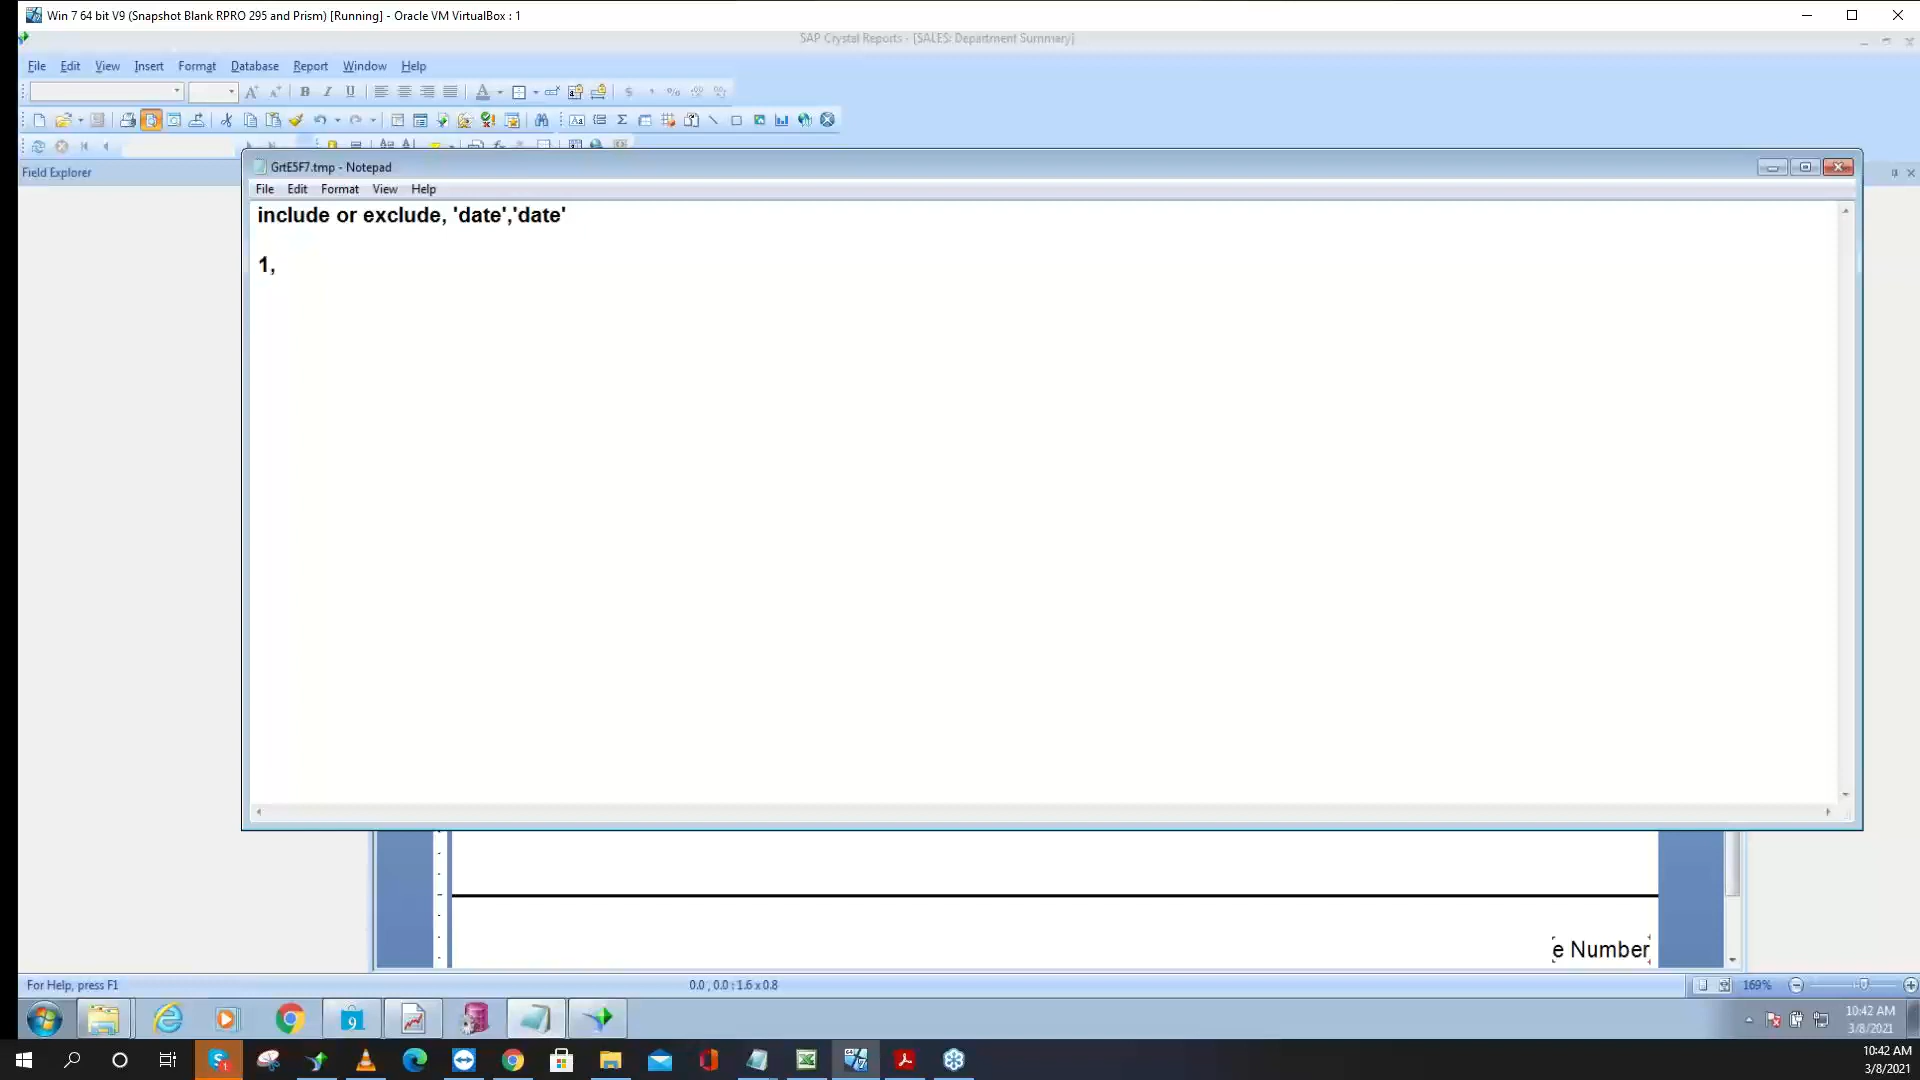 Win 7 64 bit V9 (Snapshot Blank RPRO 295 and Prism) [Running] - Oracle VM VirtualBox : 1
SAP Crystal Reports - [SALES: Department Summary]
File Edit View Insert Format Database Report Window Help
Field Explorer
GrtE5F7.tmp - Notepad
File Edit Format View Help
include or exclude, 'date','date'
1,
e Number
For Help, press F1
0.0 , 0.0 : 1.6 x 0.8
169%
10:42 AM
3/8/2021
10:42 AM
3/8/2021